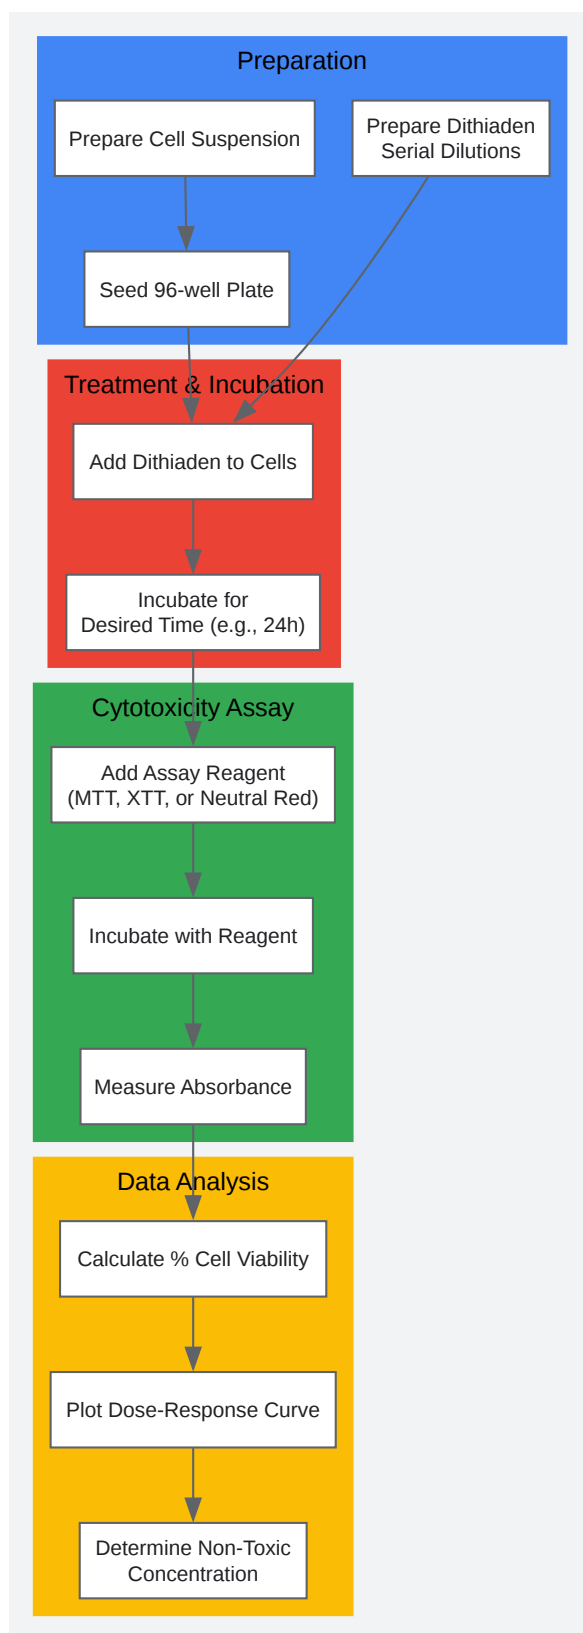 Preparation
Prepare Cell Suspension
Prepare Dithiaden
Serial Dilutions
Seed 96-well Plate
Treatment & Incubation
Add Dithiaden to Cells
Incubate for
Desired Time (e.g., 24h)
Cytotoxicity Assay
Add Assay Reagent
(MTT, XTT, or Neutral Red)
Incubate with Reagent
Measure Absorbance
Data Analysis
Calculate % Cell Viability
Plot Dose-Response Curve
Determine Non-Toxic
Concentration